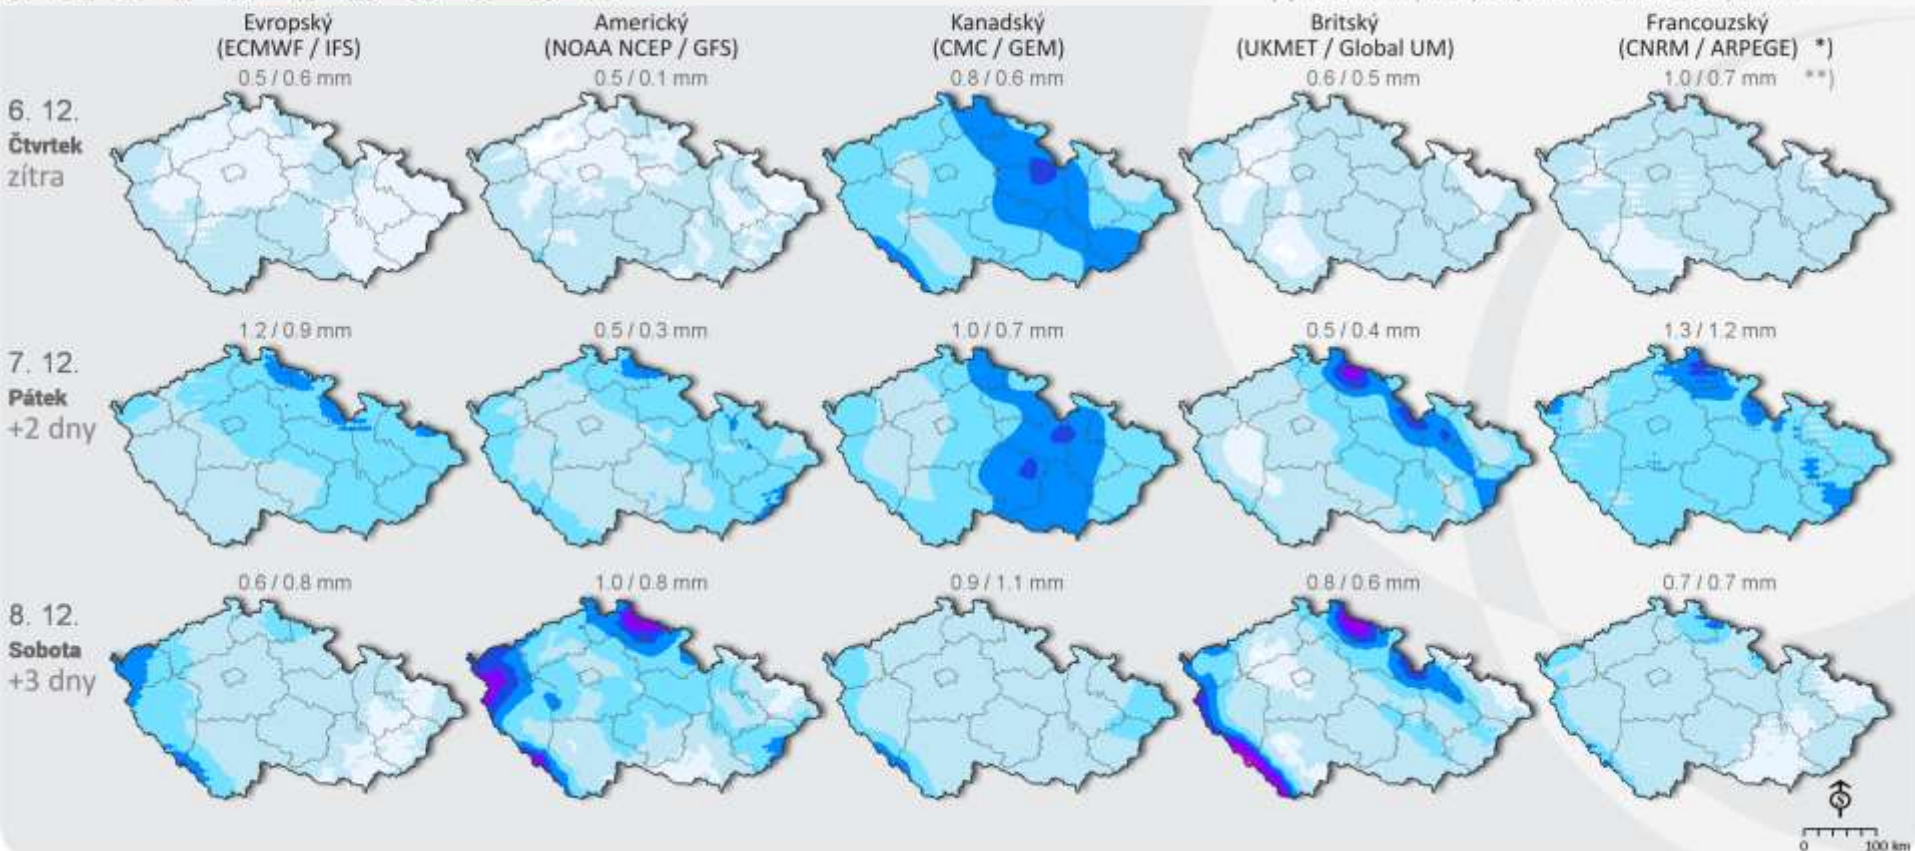 Evropský
(ECMWF / IFS)
Americký
(NOAA NCEP / GFS)
Kanadský
(CMC / GEM)
Britský
(UKMET / Global UM)
Francouzský
(CNRM / ARPEGE) *)
0.5 / 0.6 mm
0.5 / 0.1 mm
0.8 / 0.6 mm
0.6 / 0.5 mm
1.0 / 0.7 mm **)
6. 12.
Čtvrtek
zítra
1.2 / 0.9 mm
0.5 / 0.3 mm
1.0 / 0.7 mm
0.5 / 0.4 mm
1.3 / 1.2 mm
7. 12.
Pátek
+2 dny
0.6 / 0.8 mm
1.0 / 0.8 mm
0.9 / 1.1 mm
0.8 / 0.6 mm
0.7 / 0.7 mm
8. 12.
Sobota
+3 dny
0 100 km